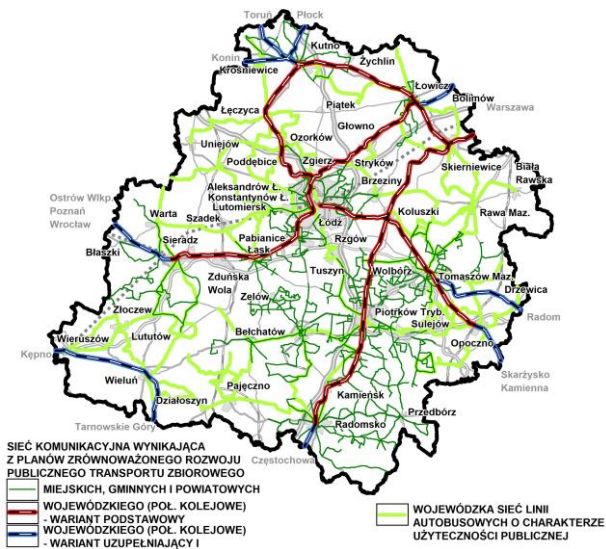 Toruń Płock
Kutno
Żychlin
Konin
Krośniewice
Łowicz
Bolimów
Łęczyca
Piątek
Warszawa
Głowno
Ozorków
Uniejów
Zgierz
Stryków
Poddębice
Skierniewice
Biała
Rawska
Brzeziny
Aleksandrów Ł.
Konstantynów Ł.
Lutomiersk
Ostrów Wlkp.
Poznań
Wrocław
Warta
Szadek
Łódź
Koluszki
Rawa Maz.
Sieradz
Pabianice
Rzgów
Błaszki
Łask
Zduńska
Wola
Tuszyn
Wolbórz
Tomaszów Maz.
Drzewica
Zelów
Złoczew
Piotrków Tryb.
Sulejów
Radom
Bełchatów
Wieruszów
Lututów
Opoczno
Kępno
Skarżysko
Kamienna
Wieluń
Pajęczno
Kamieńsk
Działoszyn
Przedbórz
Radomsko
Tarnowskie Góry
Częstochowa
SIEĆ KOMUNIKACYJNA WYNIKAJĄCA
Z PLANÓW ZRÓWNOWAŻONEGO ROZWOJU
PUBLICZNEGO TRANSPORTU ZBIOROWEGO
MIEJSKICH, GMINNYCH I POWIATOWYCH
WOJEWÓDZKIEGO (POŁ. KOLEJOWE)
- WARIANT PODSTAWOWY
WOJEWÓDZKIEGO (POŁ. KOLEJOWE)
- WARIANT UZUPEŁNIAJĄCY I
WOJEWÓDZKA SIEĆ LINII
AUTOBUSOWYCH O CHARAKTERZE
UŻYTECZNOŚCI PUBLICZNEJ